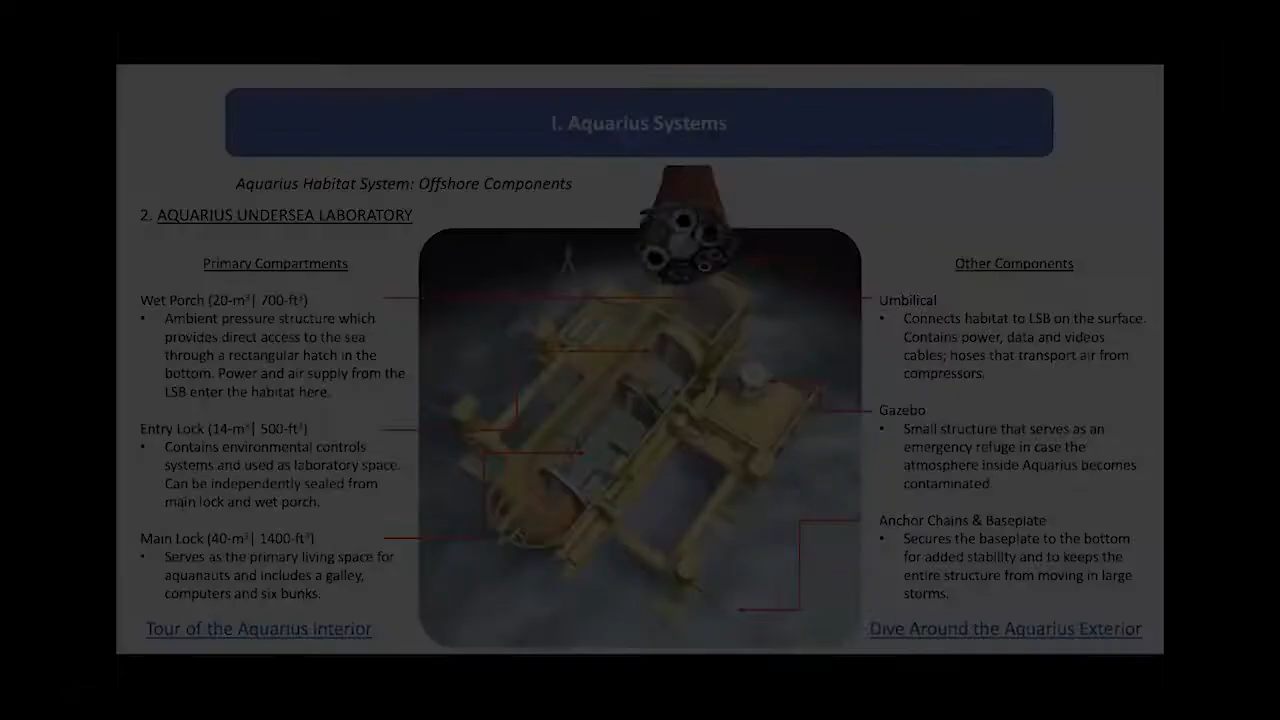 I. Aquarius Systems
Aquarius Habitat System: Offshore Components
2. AQUARIUS UNDERSEA LABORATORY
Primary Compartments
Wet Porch (20-m³| 700-ft³)
• Ambient pressure structure which
provides direct access to the sea
through a rectangular hatch in the
bottom. Power and air supply from the
LSB enter the habitat here.
Entry Lock (14-m³| 500-ft³)
• Contains environmental controls
systems and used as laboratory space.
Can be independently sealed from
main lock and wet porch.
Main Lock (40-m³| 1400-ft³)
• Serves as the primary living space for
aquanauts and includes a galley,
computers and six bunks.
Tour of the Aquarius Interior
Other Components
Umbilical
• Connects habitat to LSB on the surface.
Contains power, data and videos
cables; hoses that transport air from
compressors.
Gazebo
• Small structure that serves as an
emergency refuge in case the
atmosphere inside Aquarius becomes
contaminated
Anchor Chains & Baseplate
• Secures the baseplate to the bottom
for added stability and to keeps the
entire structure from moving in large
storms.
Dive Around the Aquarius Exterior